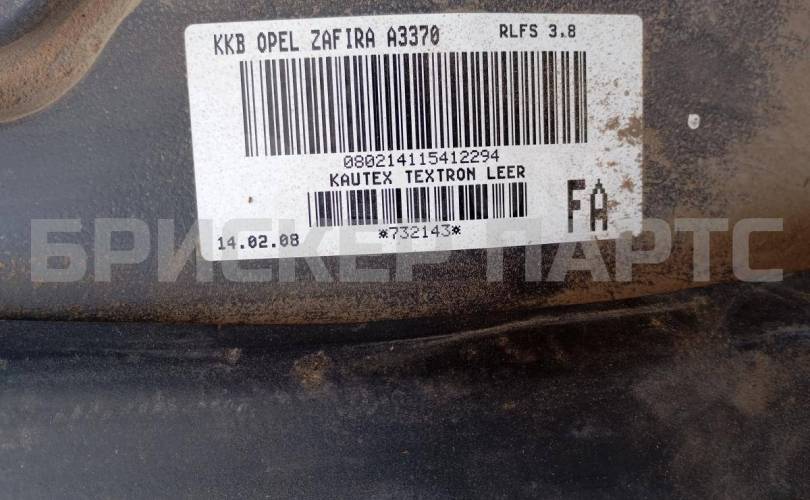 KKB OPEL ZAFIRA A3370 RLFS 3.8
080214115412294
KAUTEX TEXTRON LEER
14.02.08 *732143* FA
БРИСКЕР ПАРТС